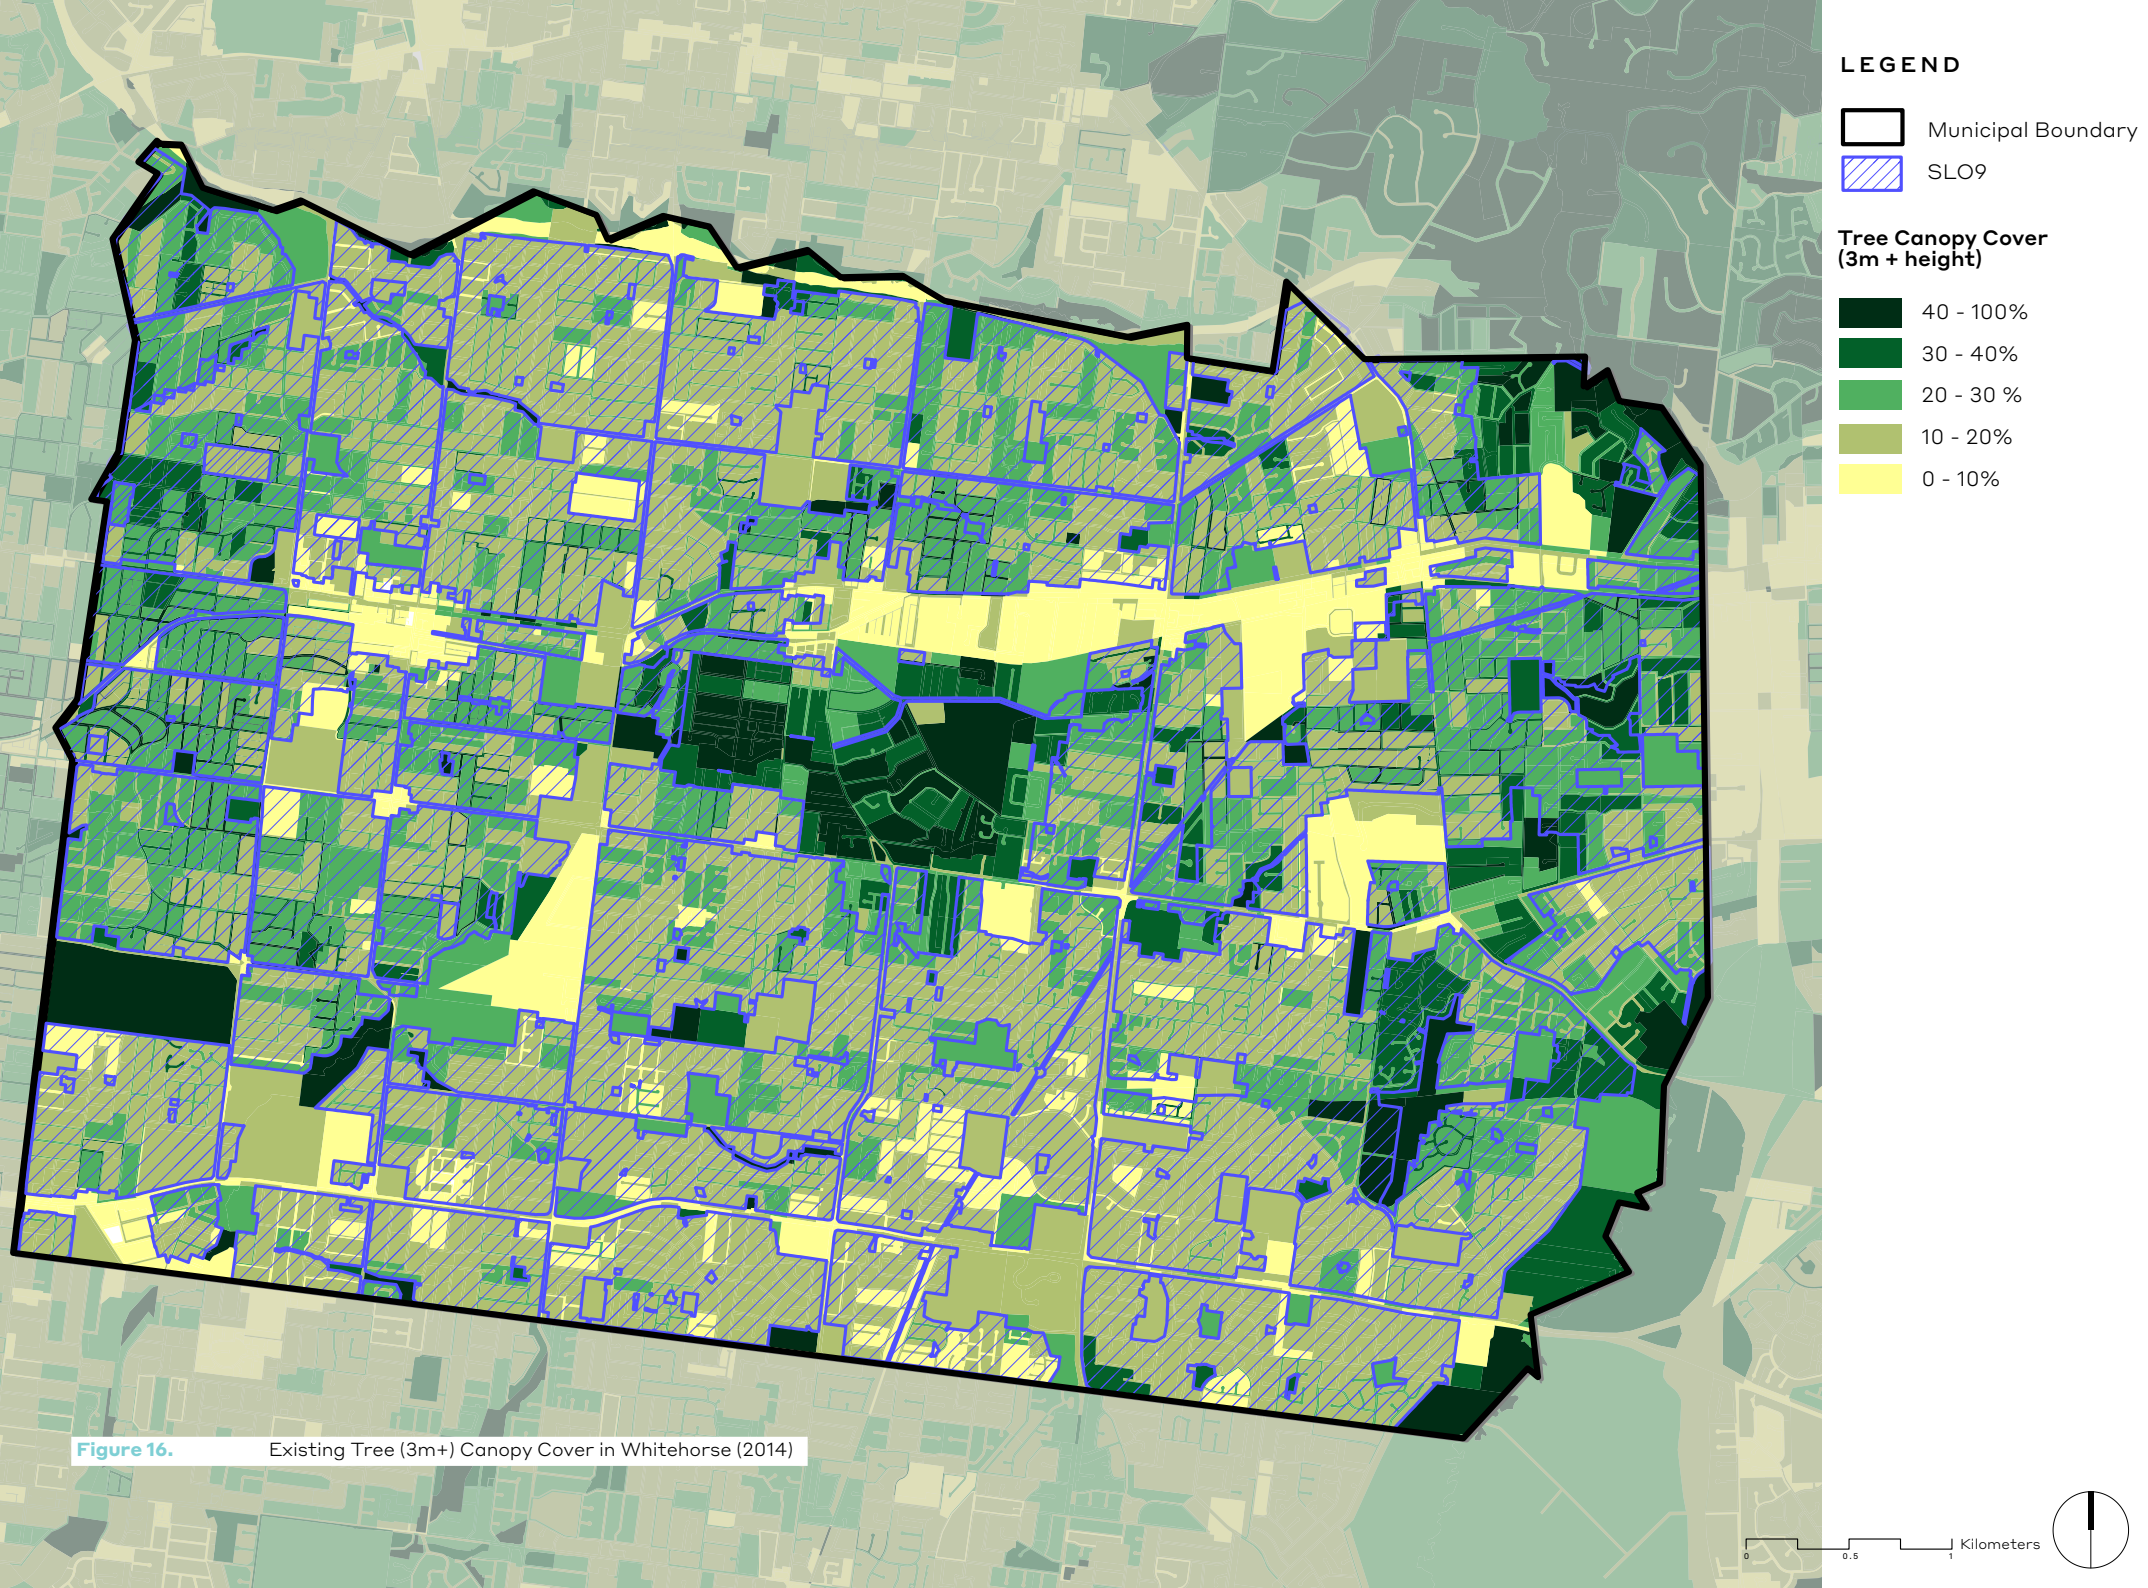 LEGEND
Municipal Boundary
SLO9
Tree Canopy Cover
(3m + height)
40 - 100%
30 - 40%
20 - 30 %
10 - 20%
0 - 10%
Figure 16. Existing Tree (3m+) Canopy Cover in Whitehorse (2014)
Kilometers
0 0.5 1